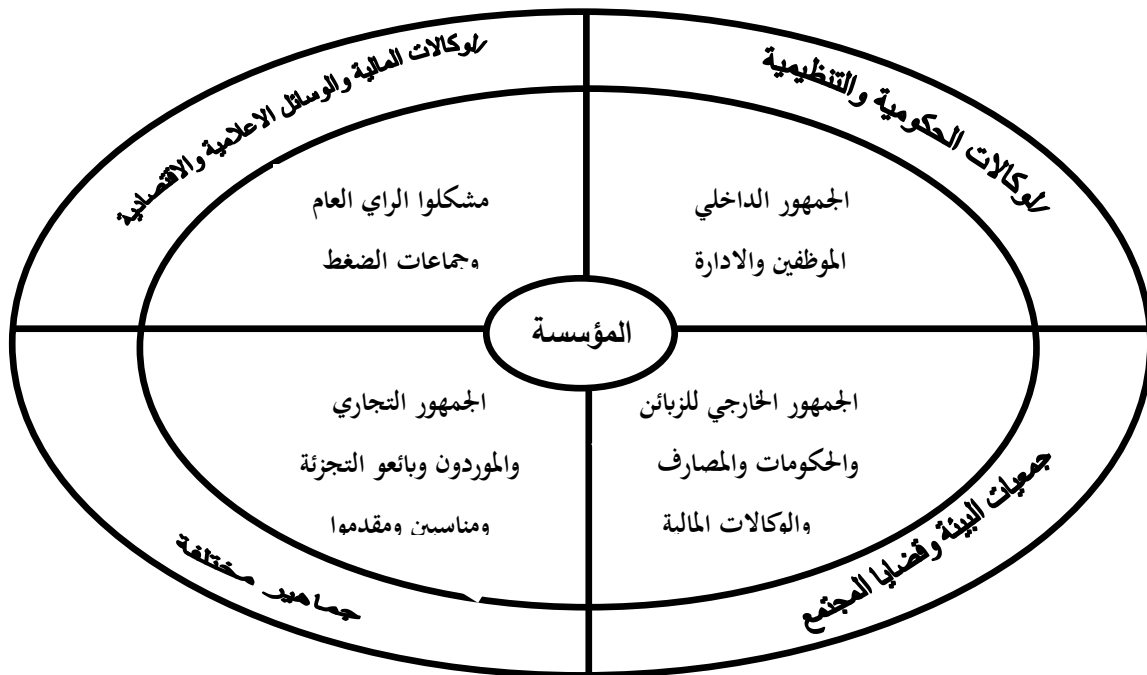 الوكالات الحكومية والتنظيمية
الوكالات المالية والوسائل الاعلامية والاقتصادية
الجمهور الداخلي
الموظفين والادارة
مشكلوا الراي العام
وجماعات الضغط
المؤسسة
الجمهور الخارجي للزبائن
والحكومات والمصارف
والوكالات المالية
الجمهور التجاري
والموردون وبائعو التجزئة
ومناسبين ومقدموا
جمعيات البيئة وقضايا المجتمع
جماهير مختلفة